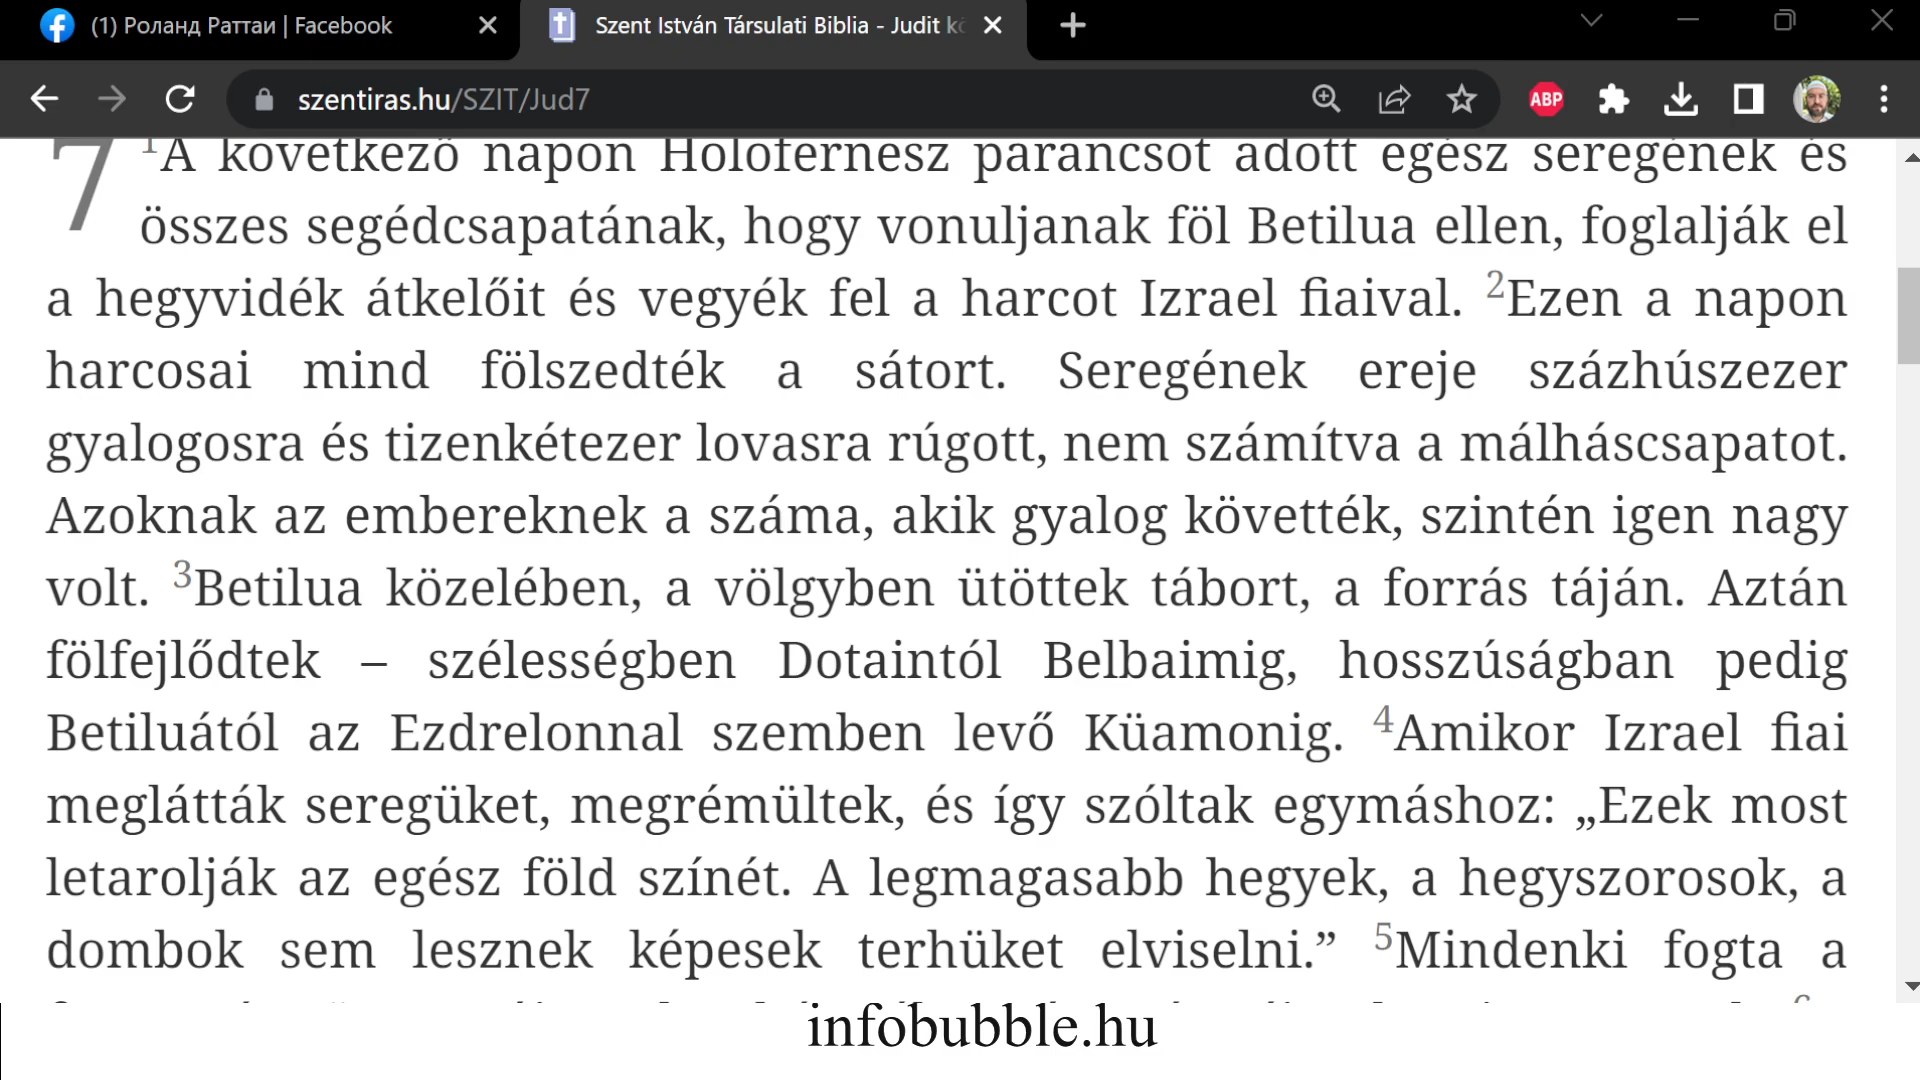 (1) Роланд Раттаи | Facebook
Szent István Társulati Biblia - Judit kö
szentiras.hu/SZIT/Jud7
ABP
7 1A következő napon Holofernesz parancsot adott egész seregének és
összes segédcsapatának, hogy vonuljanak föl Betilua ellen, foglalják el
a hegyvidék átkelőit és vegyék fel a harcot Izrael fiaival. 2Ezen a napon
harcosai mind fölszedték a sátort. Seregének ereje százhúszezer
gyalogosra és tizenkétezer lovasra rúgott, nem számítva a málháscsapatot.
Azoknak az embereknek a száma, akik gyalog követték, szintén igen nagy
volt. 3Betilua közelében, a völgyben ütöttek tábort, a forrás táján. Aztán
fölfejlődtek – szélességben Dotaintól Belbaimig, hosszúságban pedig
Betiluától az Ezdrelonnal szemben levő Küamonig. 4Amikor Izrael fiai
meglátták seregüket, megrémültek, és így szóltak egymáshoz: „Ezek most
letarolják az egész föld színét. A legmagasabb hegyek, a hegyszorosok, a
dombok sem lesznek képesek terhüket elviselni.” 5Mindenki fogta a
infobubble.hu